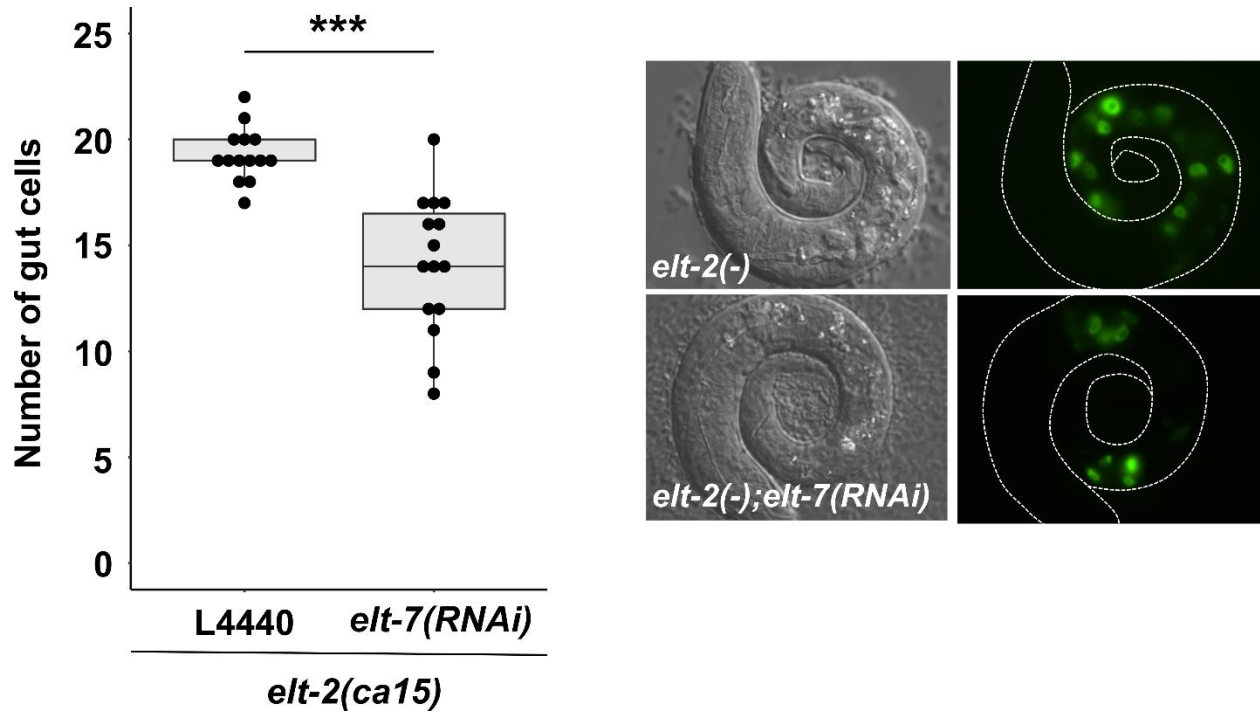 Number of gut cells
25
20
15
10
5
0
***
L4440
elt-7(RNAi)
elt-2(ca15)
elt-2(-)
elt-2(-);elt-7(RNAi)